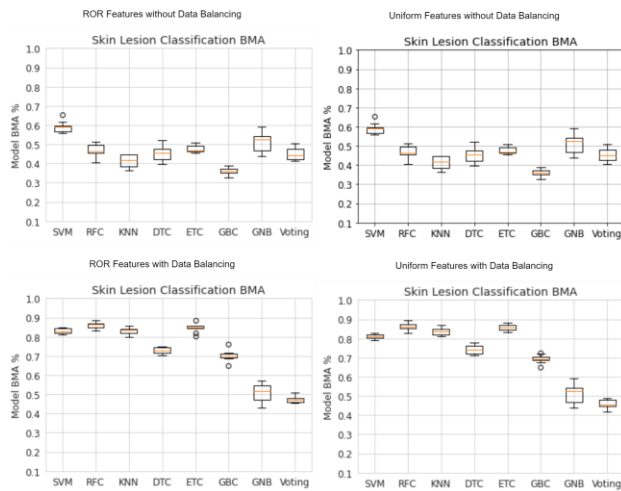 ROR Features without Data Balancing
Skin Lesion Classification BMA
Model BMA %
1.0
0.9
0.8
0.7
0.6
0.5
0.4
0.3
0.2
0.1
SVM RFC KNN DTC ETC GBC GNB Voting
Uniform Features without Data Balancing
Skin Lesion Classification BMA
Model BMA %
1.0
0.9
0.8
0.7
0.6
0.5
0.4
0.3
0.2
0.1
SVM RFC KNN DTC ETC GBC GNB Voting
ROR Features with Data Balancing
Skin Lesion Classification BMA
Model BMA %
1.0
0.9
0.8
0.7
0.6
0.5
0.4
0.3
0.2
0.1
SVM RFC KNN DTC ETC GBC GNB Voting
Uniform Features with Data Balancing
Skin Lesion Classification BMA
Model BMA %
1.0
0.9
0.8
0.7
0.6
0.5
0.4
0.3
0.2
0.1
SVM RFC KNN DTC ETC GBC GNB Voting